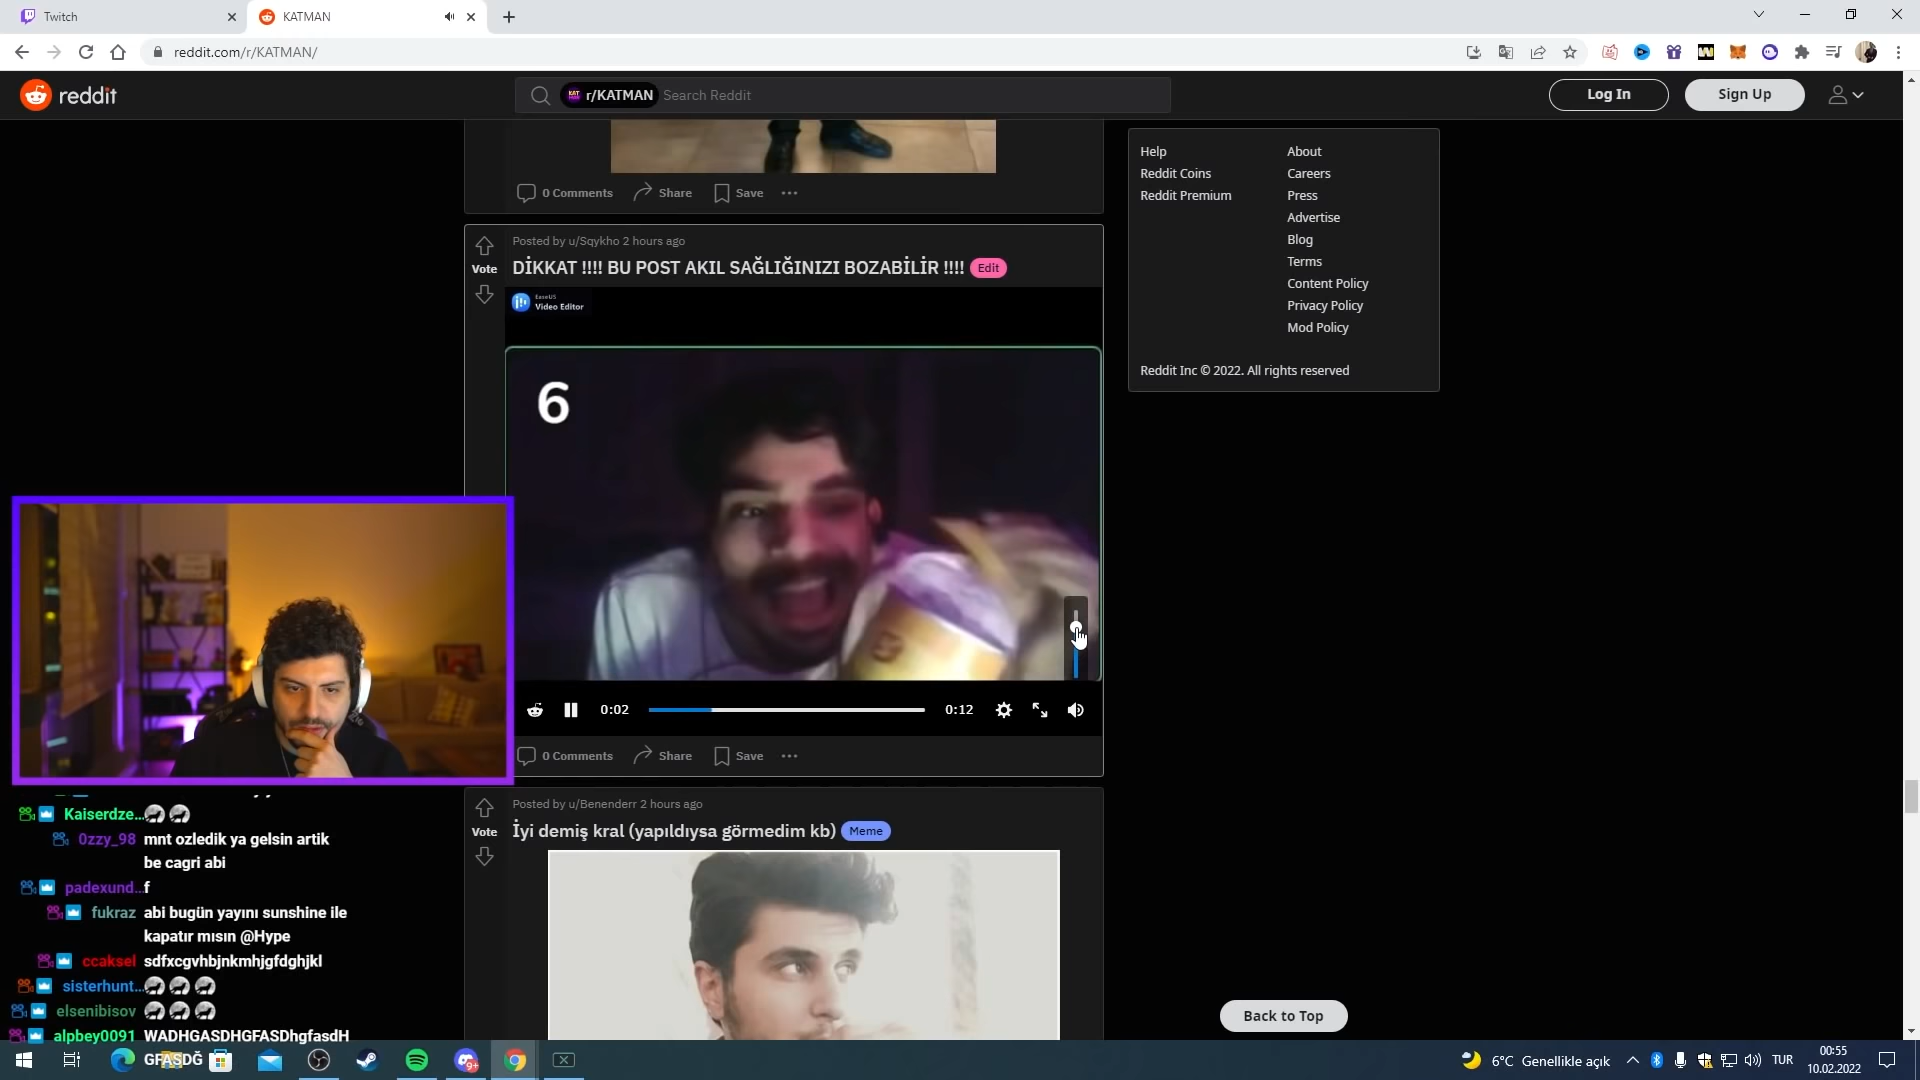 Twitch
KATMAN
reddit.com/r/KATMAN/
reddit
r/KATMAN Search Reddit
Log In
Sign Up
0 Comments
Share
Save
Help
About
Reddit Coins
Careers
Reddit Premium
Press
Advertise
Blog
Terms
Content Policy
Privacy Policy
Mod Policy
Reddit Inc © 2022. All rights reserved
Vote
Posted by u/Sqykho 2 hours ago
DİKKAT !!!! BU POST AKIL SAĞLIĞINIZI BOZABİLİR !!!! Edit
EaseUS
Video Editor
6
0:02
0:12
0 Comments
Share
Save
Vote
Posted by u/Benenderr 2 hours ago
İyi demiş kral (yapıldıysa görmedim kb) Meme
Kaiserdze...
0zzy_98 mnt ozledik ya gelsin artik
be cagri abi
padexund...f
fukraz abi bugün yayını sunshine ile
kapatır mısın @Hype
ccaksel sdfxcgvhbjnkmhjgfdghjkl
sisterhunt...
elsenibisov
alpbey0091 WADHGASDHGFASDhgfasdH
GFASDĞ
Back to Top
9+
6°C Genellikle açık
TUR
00:55
10.02.2022